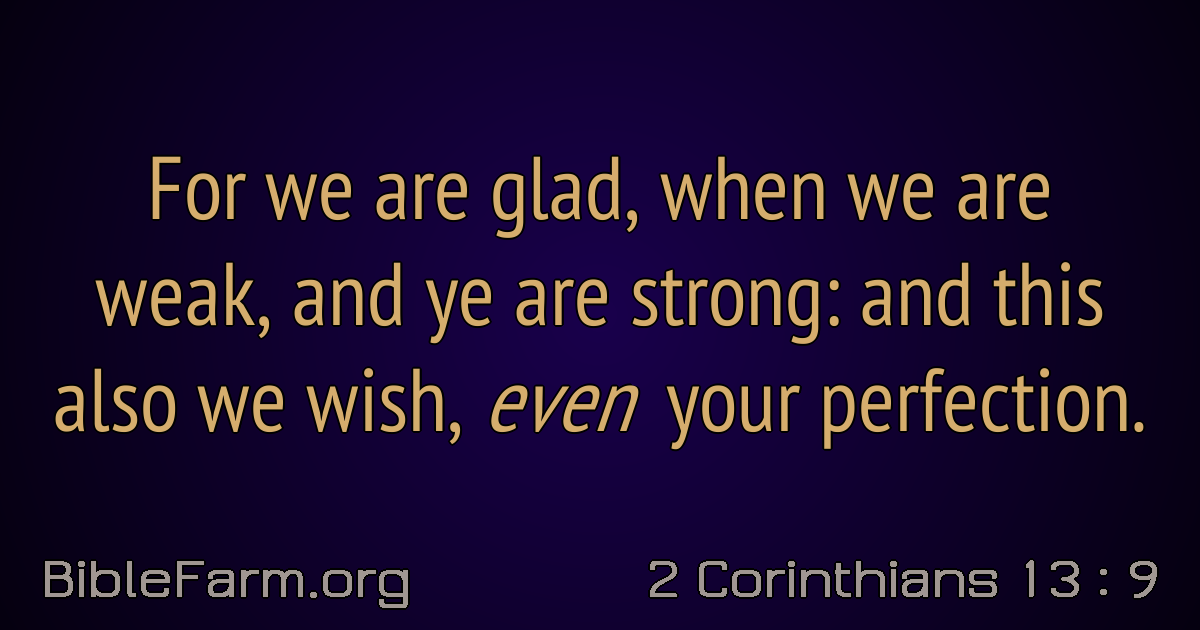 For we are glad, when we are
weak, and ye are strong: and this
also we wish, even your perfection.
BibleFarm.org
2 Corinthians 13 : 9